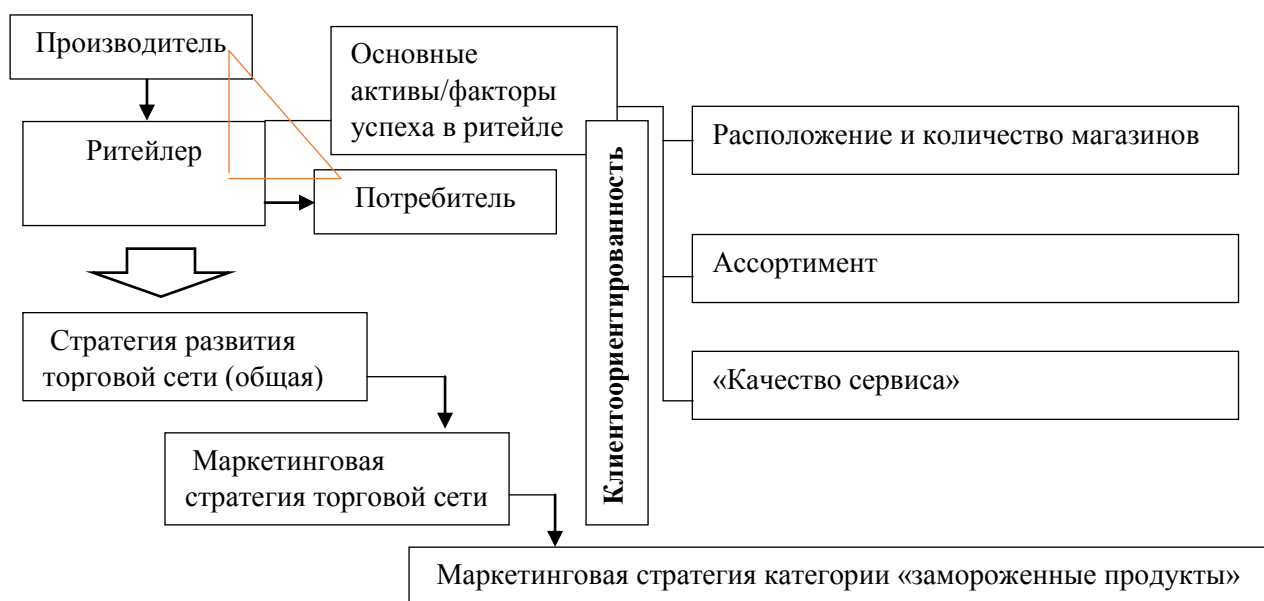 Производитель
Основные
активы/факторы
успеха в ритейле
Ритейлер
Потребитель
Клиентоориентированность
Расположение и количество магазинов
Ассортимент
«Качество сервиса»
Стратегия развития
торговой сети (общая)
Маркетинговая
стратегия торговой сети
Маркетинговая стратегия категории «замороженные продукты»